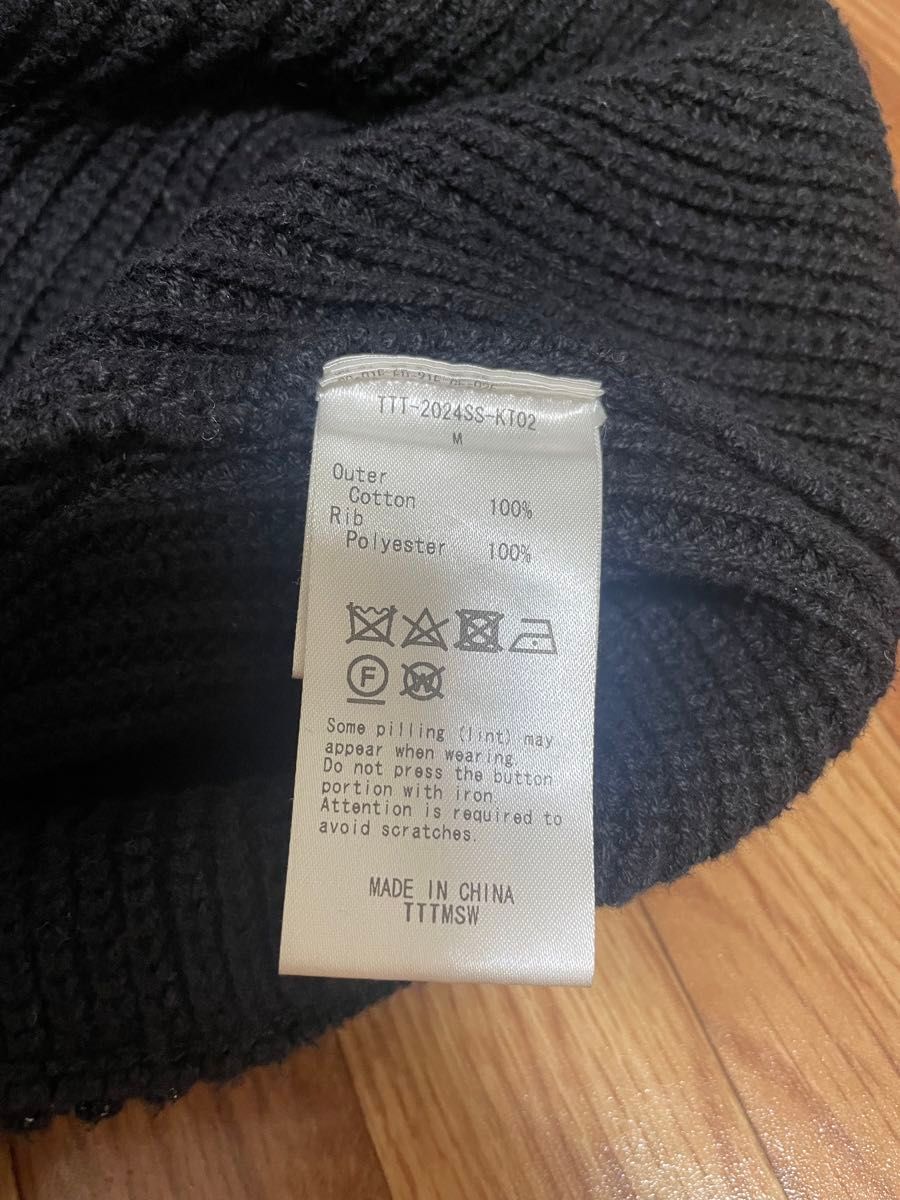 TTT-2024SS-KT02
M
Outer
Cotton 100%
Rib
Polyester 100%
F
W
Some pilling (lint) may
appear when wearing.
Do not press the button
portion with iron.
Attention is required to
avoid scratches.
MADE IN CHINA
TTTMSW